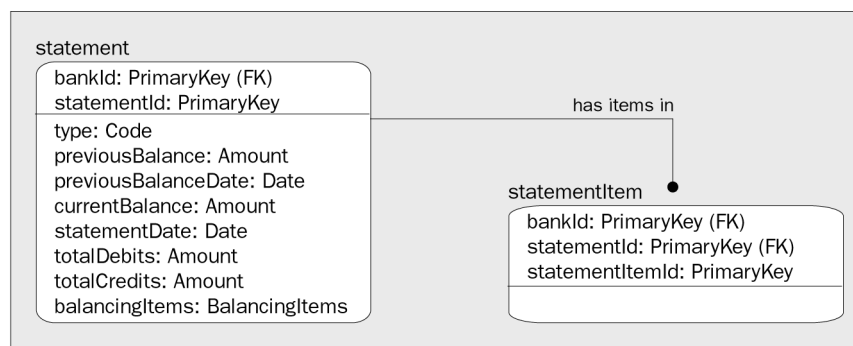 statement
bankId: PrimaryKey (FK)
statementId: PrimaryKey
type: Code
previousBalance: Amount
previousBalanceDate: Date
currentBalance: Amount
statementDate: Date
totalDebits: Amount
totalCredits: Amount
balancingItems: BalancingItems
has items in
statementItem
bankId: PrimaryKey (FK)
statementId: PrimaryKey (FK)
statementItemId: PrimaryKey